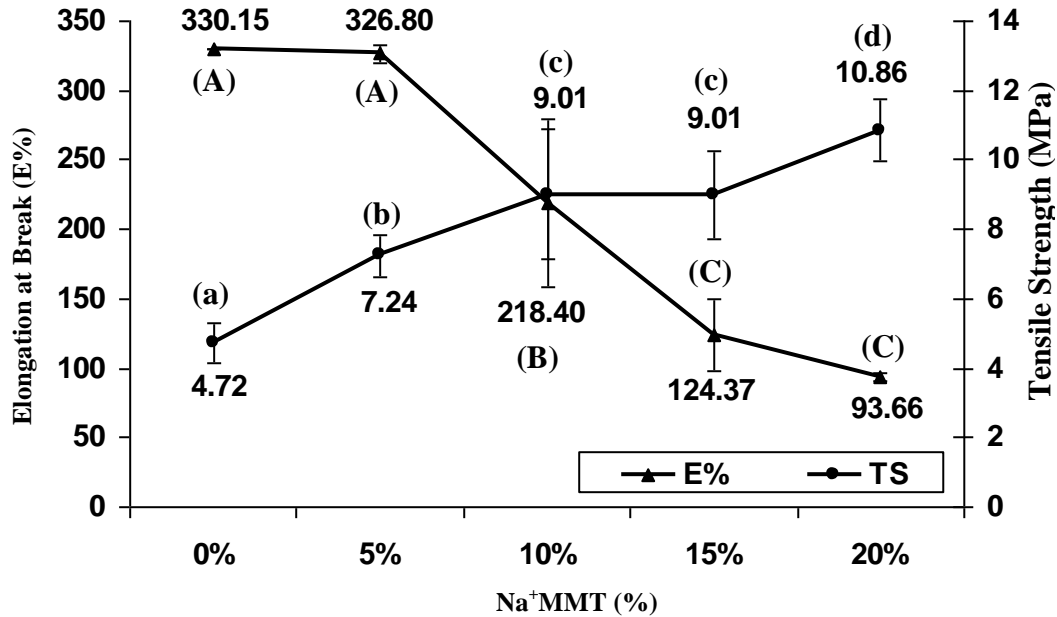 350
300
250
200
150
100
50
0
Elongation at Break (E%)
14
12
10
8
6
4
2
0
Tensile Strength (MPa)
330.15
(A)
326.80
(A)
(c)
9.01
(c)
9.01
(d)
10.86
(a)
4.72
(b)
7.24
218.40
(B)
(C)
124.37
(C)
93.66
E% TS
0% 5% 10% 15% 20%
Na⁺MMT (%)